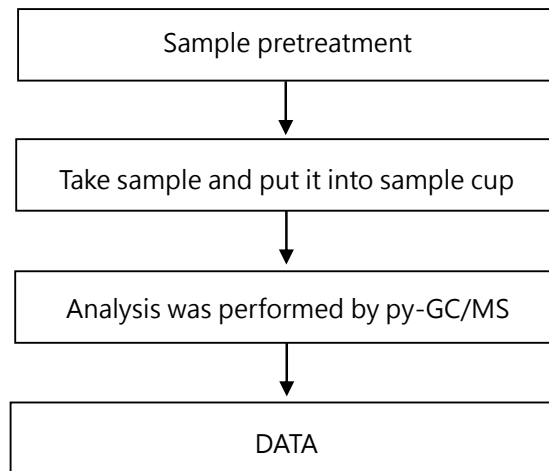 Sample pretreatment
Take sample and put it into sample cup
Analysis was performed by py-GC/MS
DATA